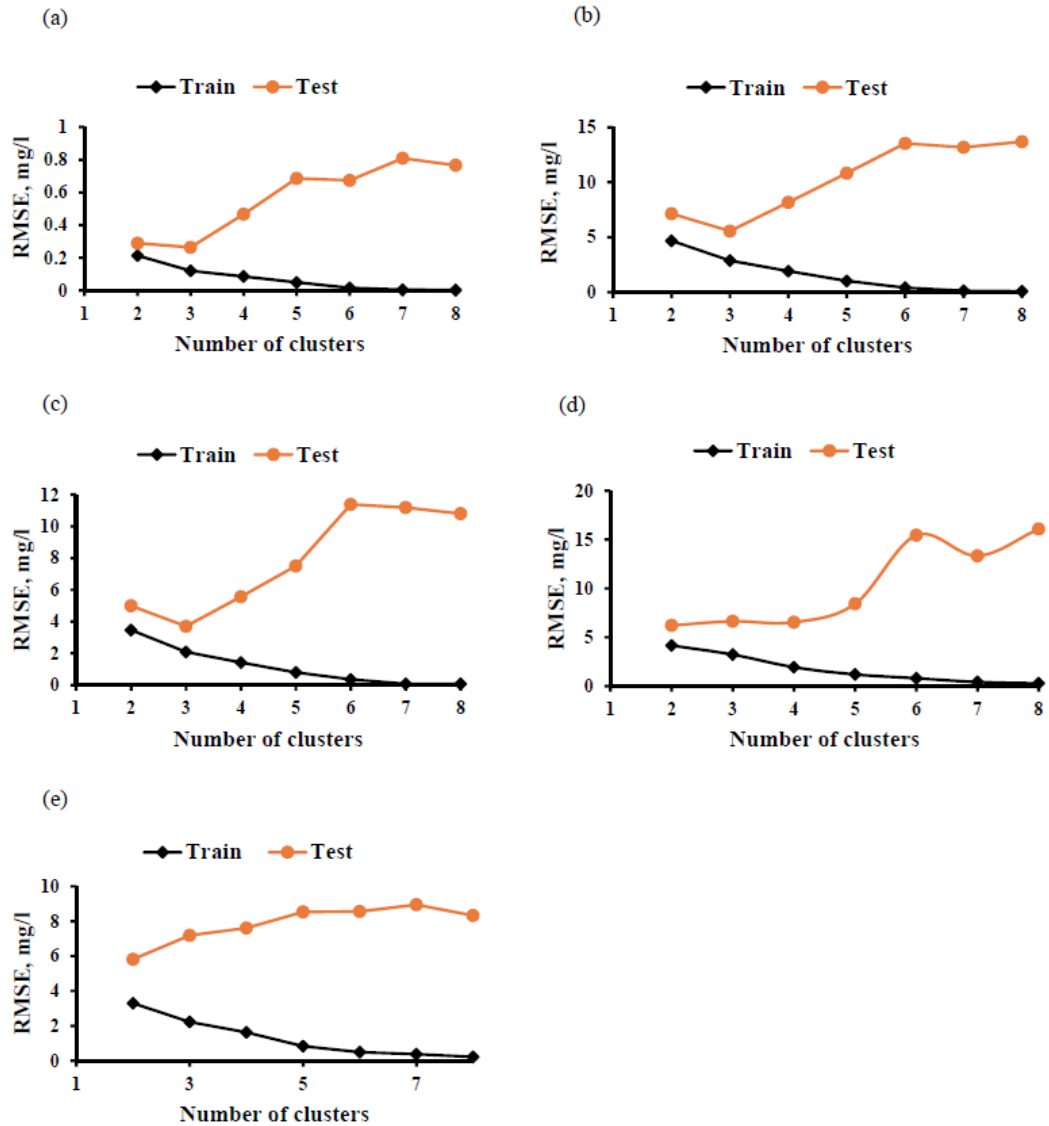 (a)
Train Test
RMSE, mg/l
1
0.8
0.6
0.4
0.2
0
1 2 3 4 5 6 7 8
Number of clusters
(b)
Train Test
RMSE, mg/l
15
10
5
0
1 2 3 4 5 6 7 8
Number of clusters
(c)
Train Test
RMSE, mg/l
12
10
8
6
4
2
0
1 2 3 4 5 6 7 8
Number of clusters
(d)
Train Test
RMSE, mg/l
20
15
10
5
0
1 2 3 4 5 6 7 8
Number of clusters
(e)
Train Test
RMSE, mg/l
10
8
6
4
2
0
1 3 5 7
Number of clusters